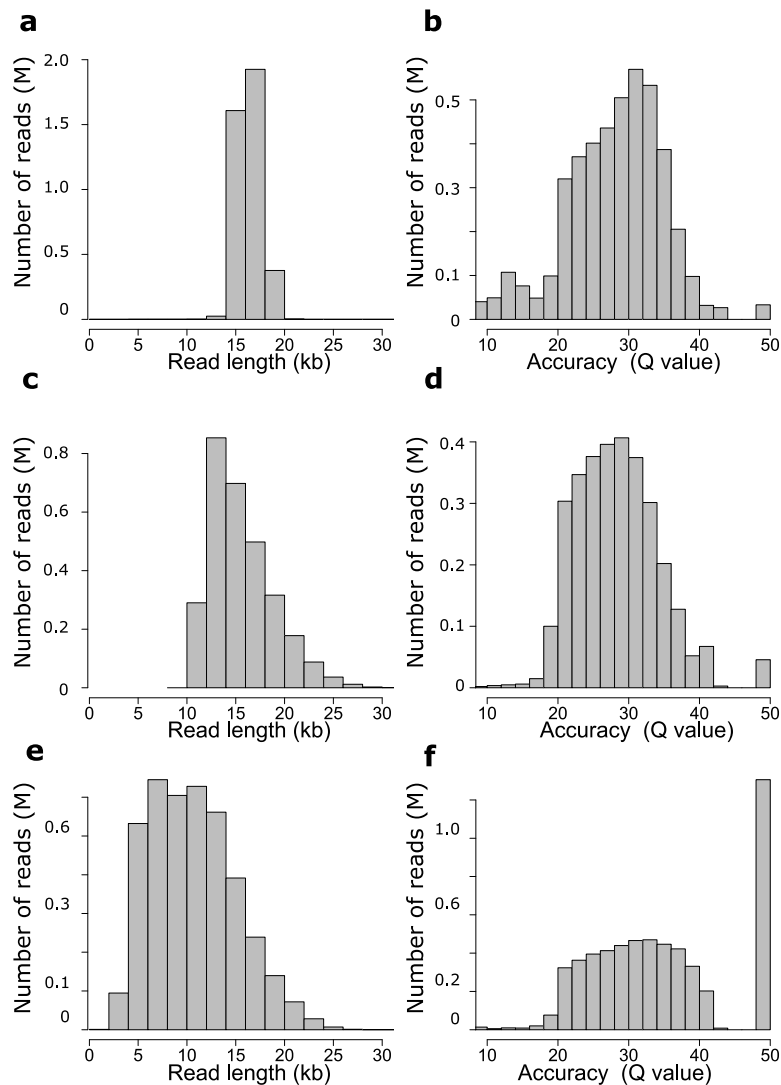 a
Number of reads (M)
2.0
1.5
1.0
0.5
0
0 5 10 15 20 25 30
Read length (kb)
b
Number of reads (M)
0.5
0.3
0.1
0
10 20 30 40 50
Accuracy (Q value)
c
Number of reads (M)
0.8
0.6
0.4
0.2
0
0 5 10 15 20 25 30
Read length (kb)
d
Number of reads (M)
0.4
0.3
0.2
0.1
0
10 20 30 40 50
Accuracy (Q value)
e
Number of reads (M)
0.6
0.3
0.1
0
0 5 10 15 20 25 30
Read length (kb)
f
Number of reads (M)
1.0
0.6
0.4
0.2
0
10 20 30 40 50
Accuracy (Q value)